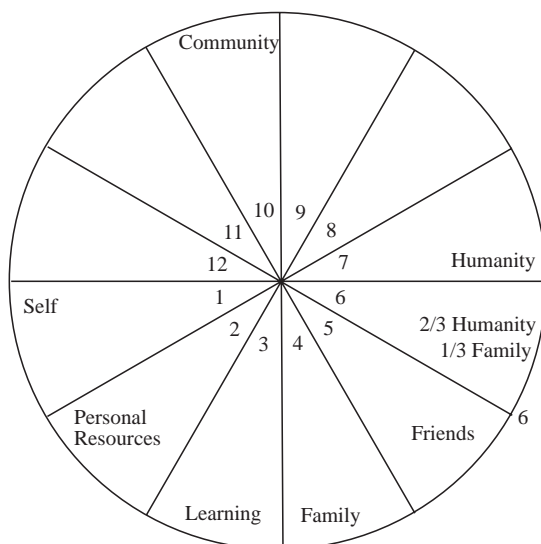 Community
10
9
11
8
12
7
Humanity
1
6
Self
2
5
2/3 Humanity
3
4
1/3 Family
Personal
Resources
6
Friends
Learning
Family